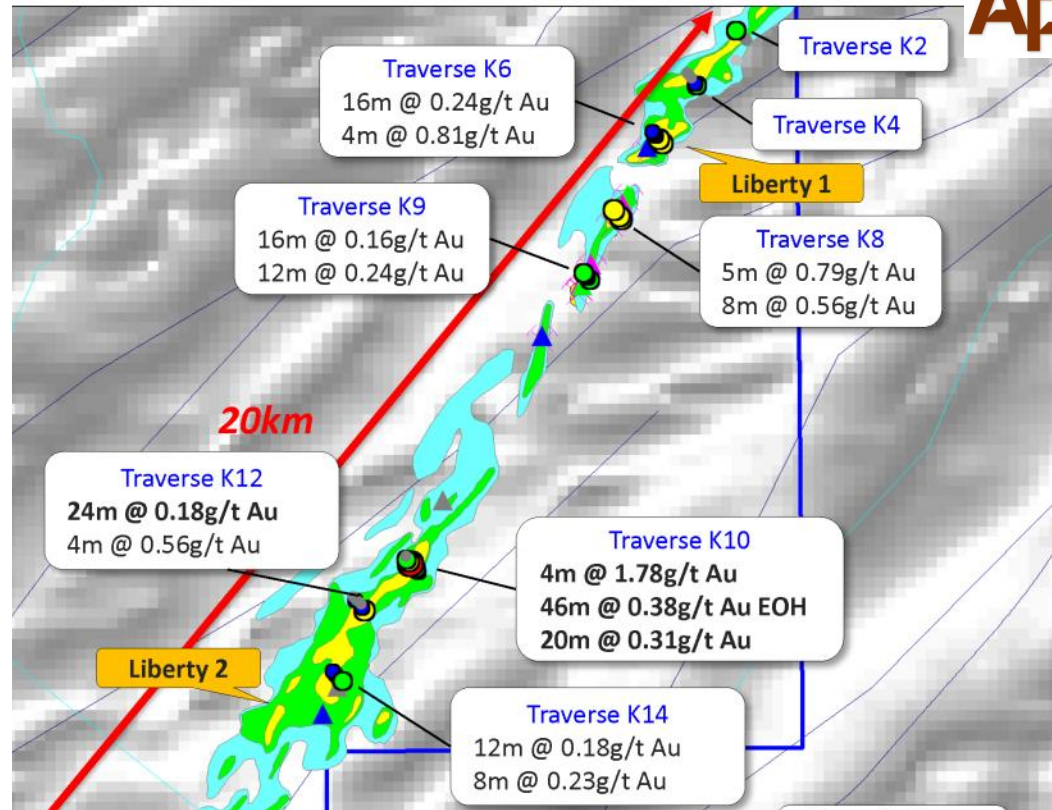 Traverse K2
Traverse K6
16m @ 0.24g/t Au
4m @ 0.81g/t Au
Traverse K4
Liberty 1
Traverse K9
16m @ 0.16g/t Au
12m @ 0.24g/t Au
Traverse K8
5m @ 0.79g/t Au
8m @ 0.56g/t Au
20km
Traverse K12
24m @ 0.18g/t Au
4m @ 0.56g/t Au
Traverse K10
4m @ 1.78g/t Au
46m @ 0.38g/t Au EOH
20m @ 0.31g/t Au
Liberty 2
Traverse K14
12m @ 0.18g/t Au
8m @ 0.23g/t Au